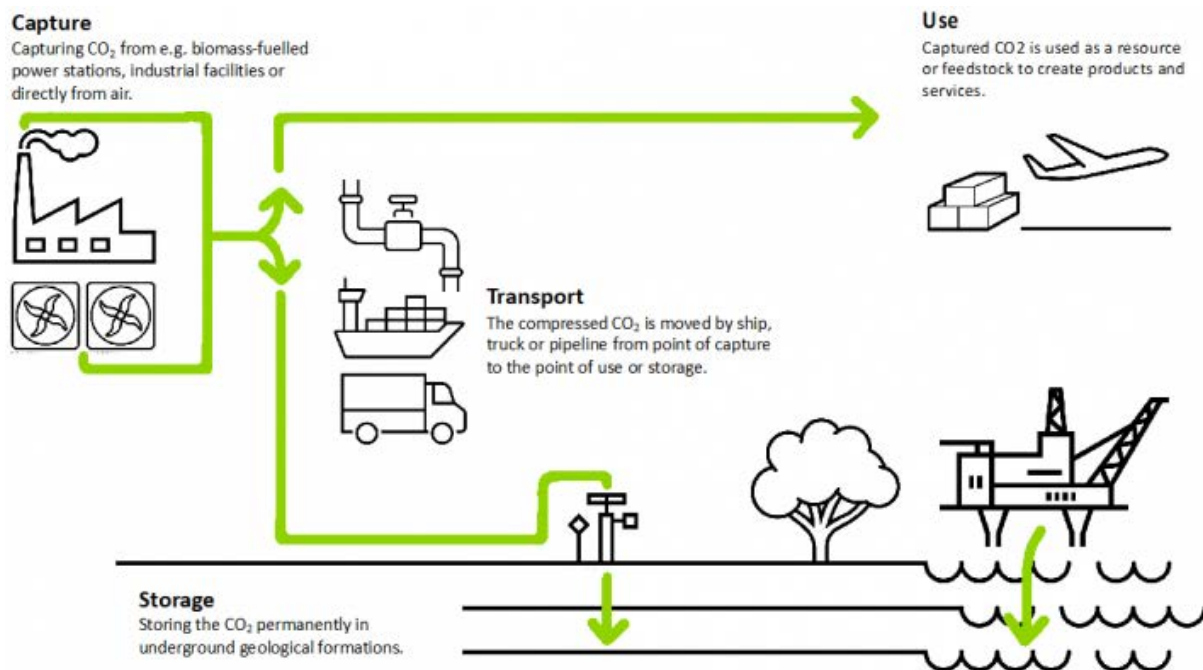 Capture
Capturing CO₂ from e.g. biomass-fuelled
power stations, industrial facilities or
directly from air.
Use
Captured CO2 is used as a resource
or feedstock to create products and
services.
Transport
The compressed CO₂ is moved by ship,
truck or pipeline from point of capture
to the point of use or storage.
Storage
Storing the CO₂ permanently in
underground geological formations.